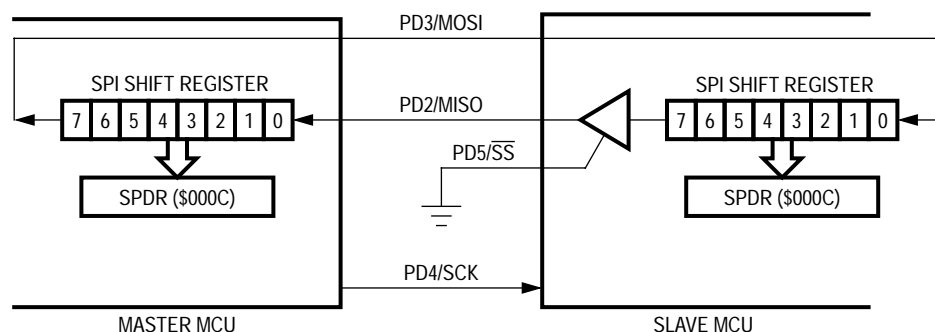 PD3/MOSI
SPI SHIFT REGISTER
SPI SHIFT REGISTER
7 6 5 4 3 2 1 0
PD2/MISO
7 6 5 4 3 2 1 0
PD5/S̅S̅
SPDR ($000C)
SPDR ($000C)
PD4/SCK
MASTER MCU
SLAVE MCU